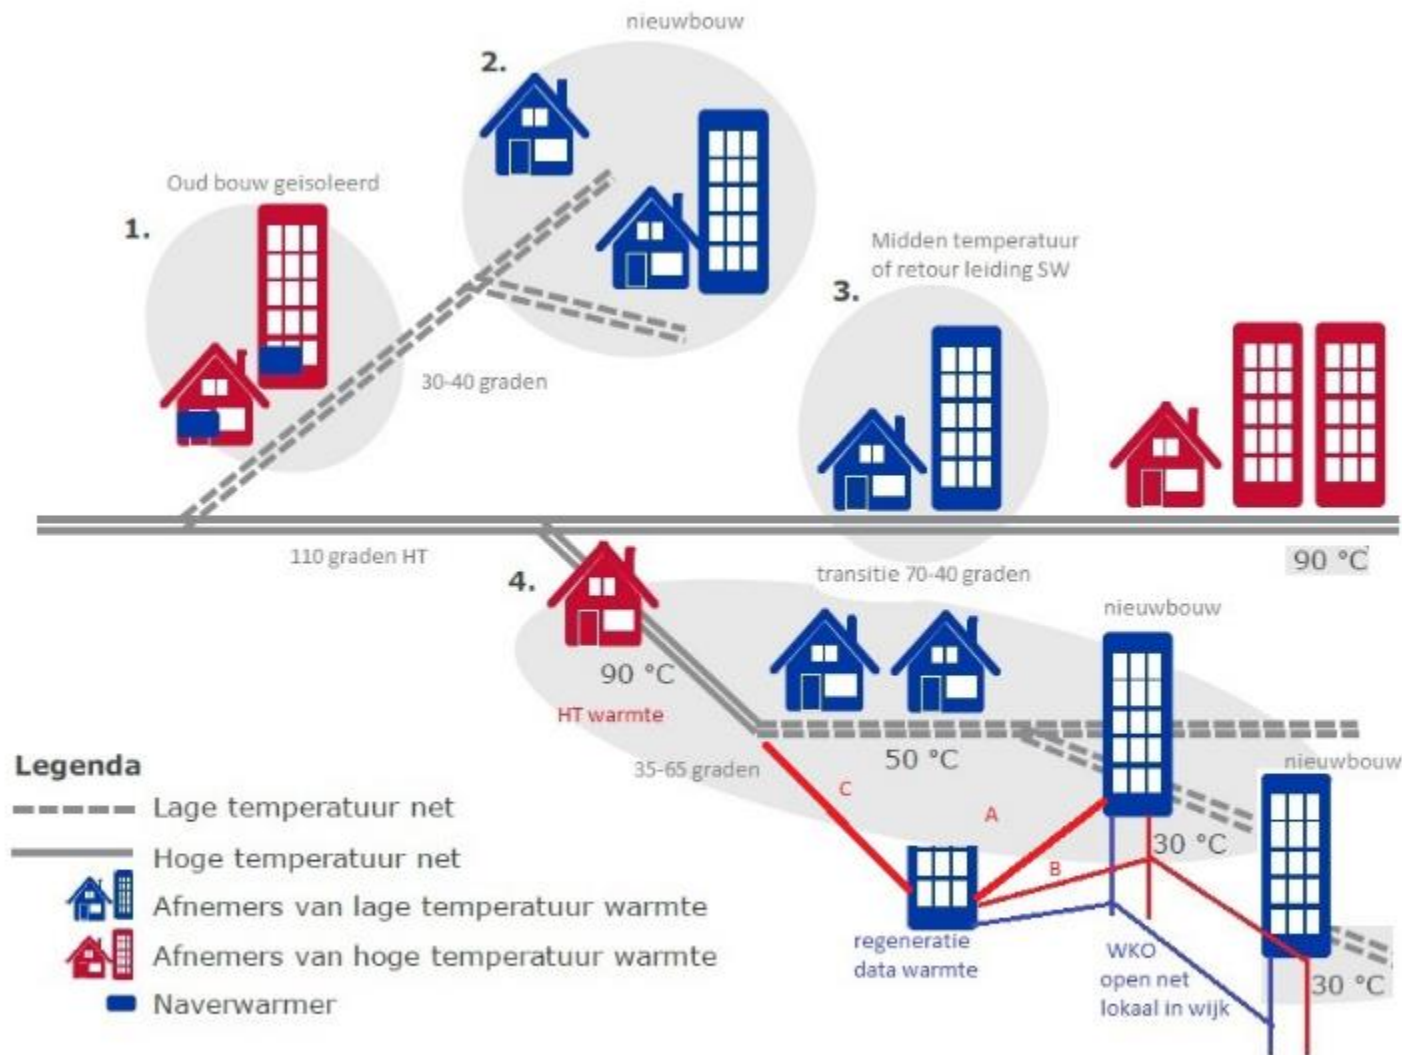 nieuwbouw
2.
Oud bouw geisoleerd
1.
Midden temperatuur
of retour leiding SW
3.
30-40 graden
110 graden HT
90 °C
4.
transitie 70-40 graden
nieuwbouw
90 °C
HT warmte
35-65 graden
50 °C
nieuwbouw
C
A
B
30 °C
regeneratie
data warmte
WKO
open net
lokaal in wijk
30 °C
Legenda
Lage temperatuur net
Hoge temperatuur net
Afnemers van lage temperatuur warmte
Afnemers van hoge temperatuur warmte
Naverwarmer